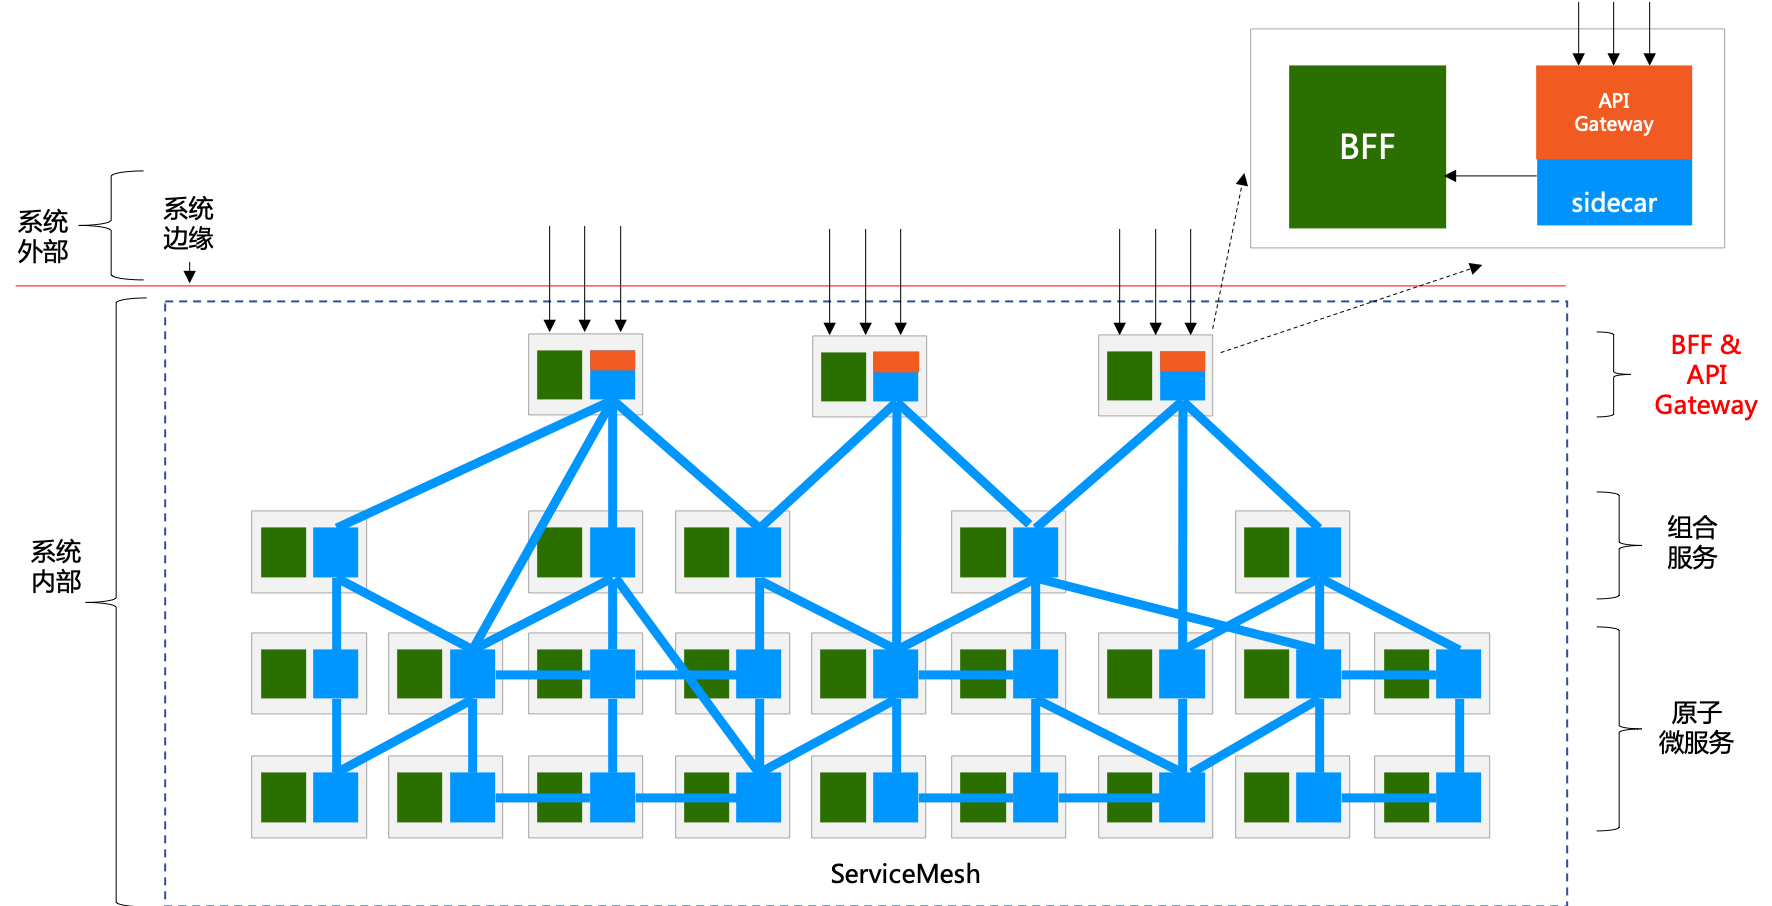 API
Gateway
BFF
sidecar
系统
外部
系统
边缘
BFF &
API
Gateway
系统
内部
组合
服务
原子
微服务
ServiceMesh